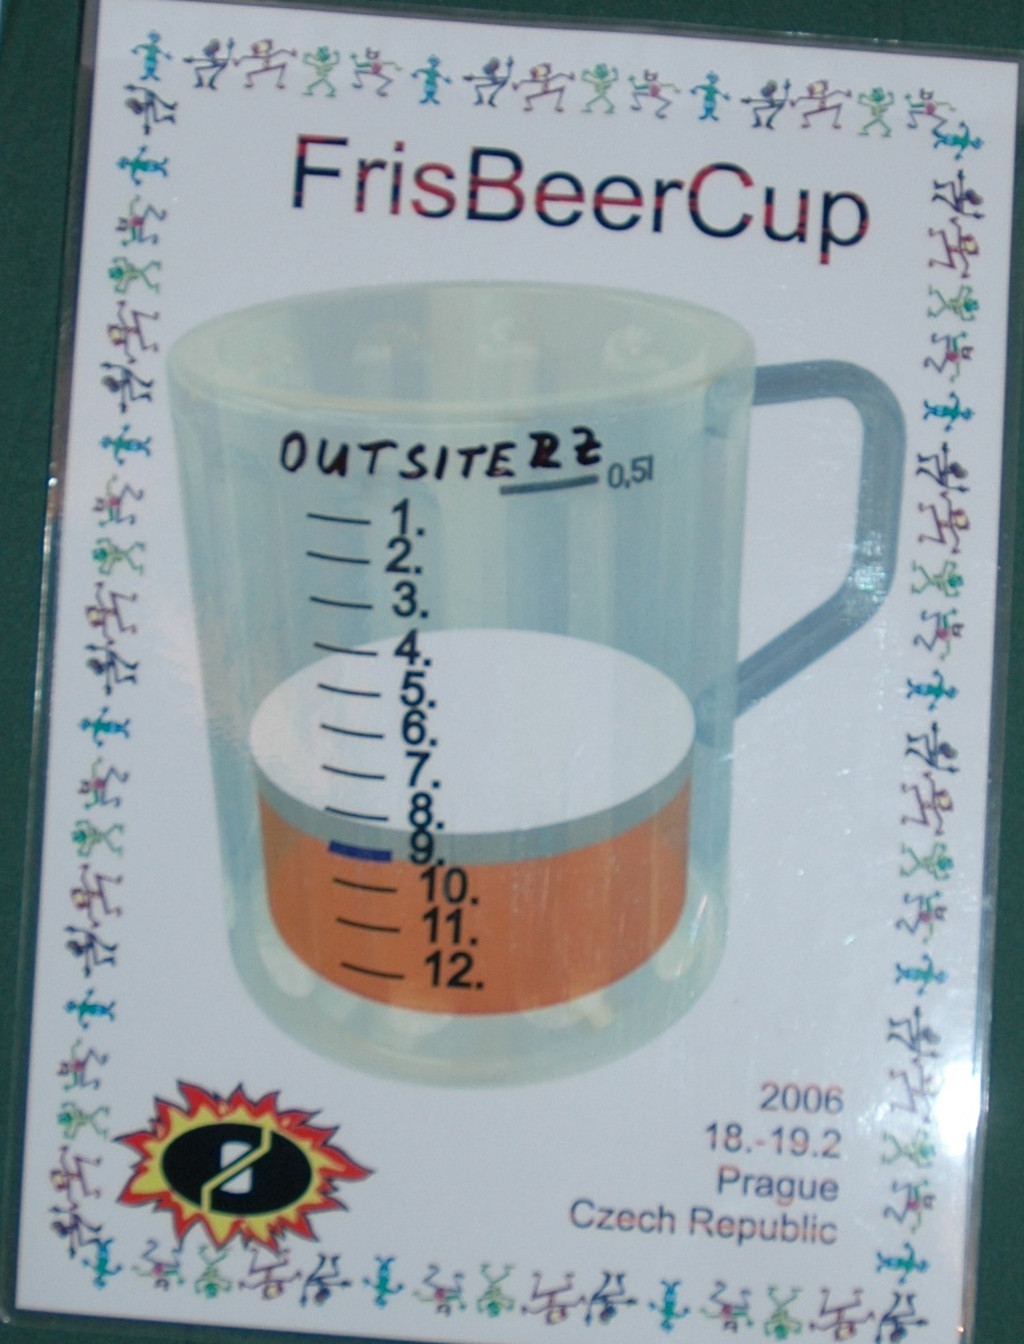 FrisBeerCup
OUTSITERZ
0,5l
1.
2.
3.
4.
5.
6.
7.
8.
9.
10.
11.
12.
2006
18.-19.2
Prague
Czech Republic